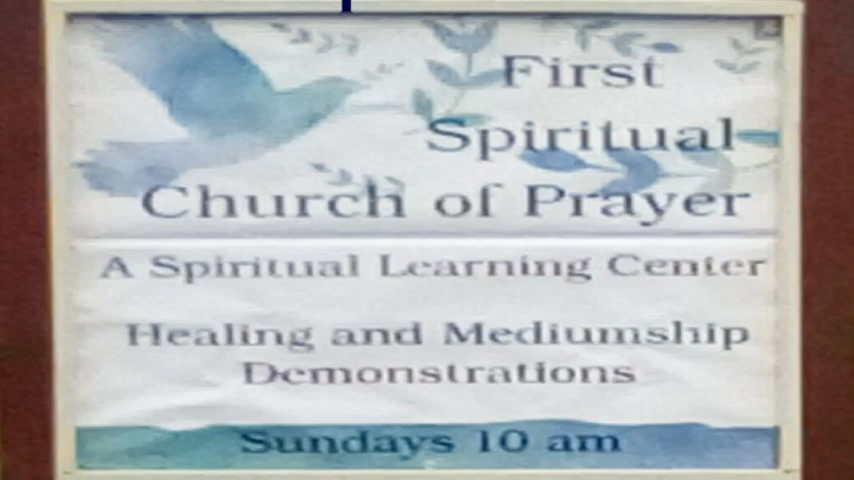 First
Spiritual
Church of Prayer
A Spiritual Learning Center
Healing and Mediumship
Demonstrations
Sundays 10 am